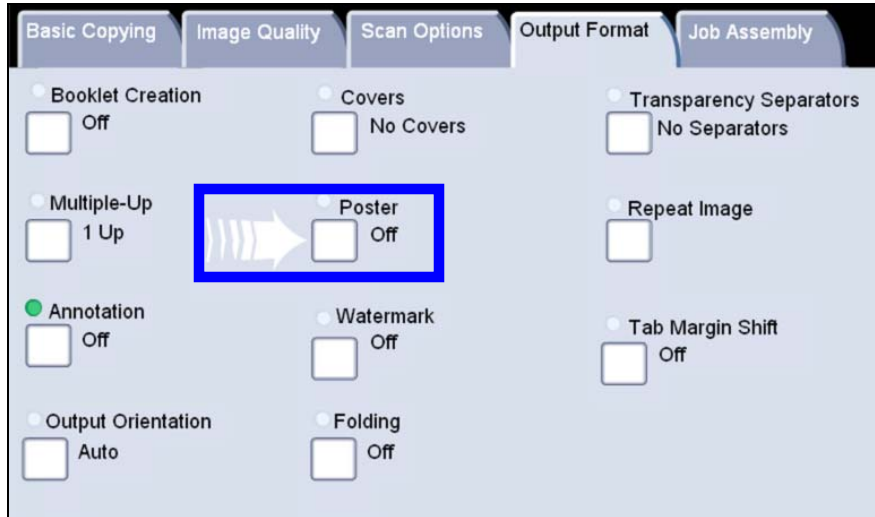 Basic Copying Image Quality Scan Options Output Format Job Assembly
Booklet Creation
Off
Covers
No Covers
Transparency Separators
No Separators
Multiple-Up
1 Up
Poster
Off
Repeat Image
Annotation
Off
Watermark
Off
Tab Margin Shift
Off
Output Orientation
Auto
Folding
Off